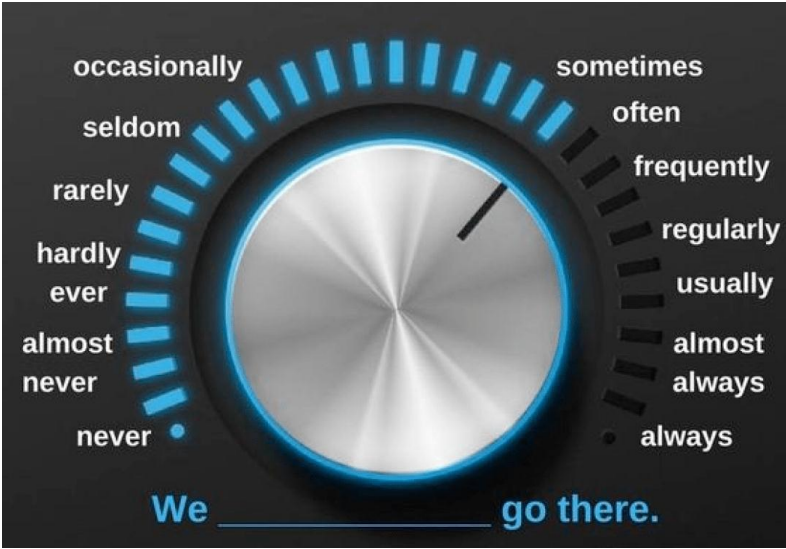 occasionally
sometimes
seldom
often
rarely
frequently
hardly
ever
regularly
usually
almost
never
almost
always
never
always
We ______________ go there.